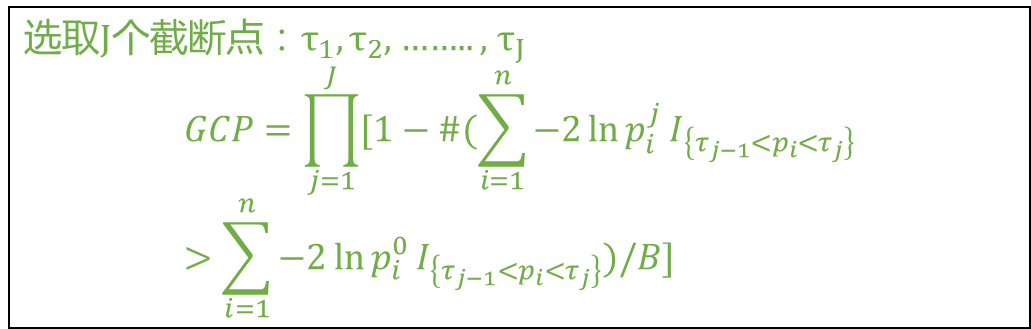 选取J个截断点：τ₁,τ₂, …….. , τ_J
GCP = ∏_{j=1}^{J} [1 − #(∑_{i=1}^{n} −2 ln p_i^j I_{{τ_{j−1}<p_i<τ_j}}
> ∑_{i=1}^{n} −2 ln p_i^0 I_{{τ_{j−1}<p_i<τ_j}})/B]